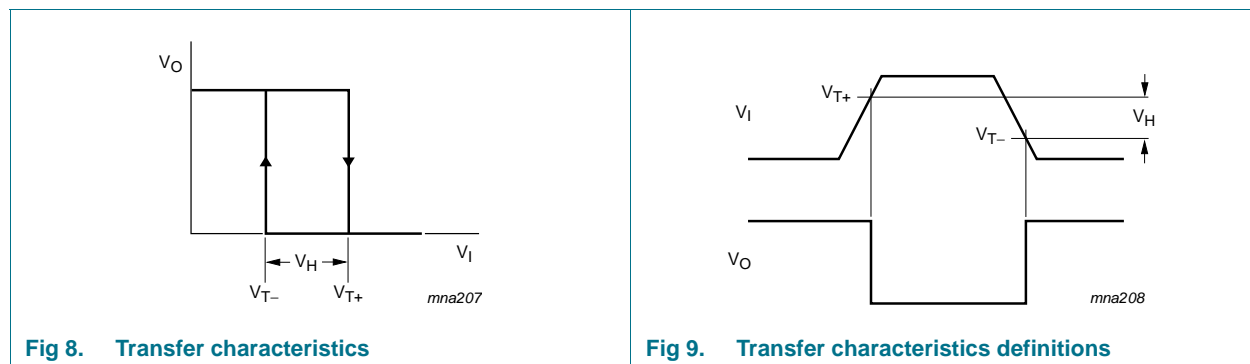 V_O
V_I
V_H
V_T−
V_T+
mna207
Fig 8. Transfer characteristics
V_T+
V_I
V_H
V_T−
V_O
mna208
Fig 9. Transfer characteristics definitions